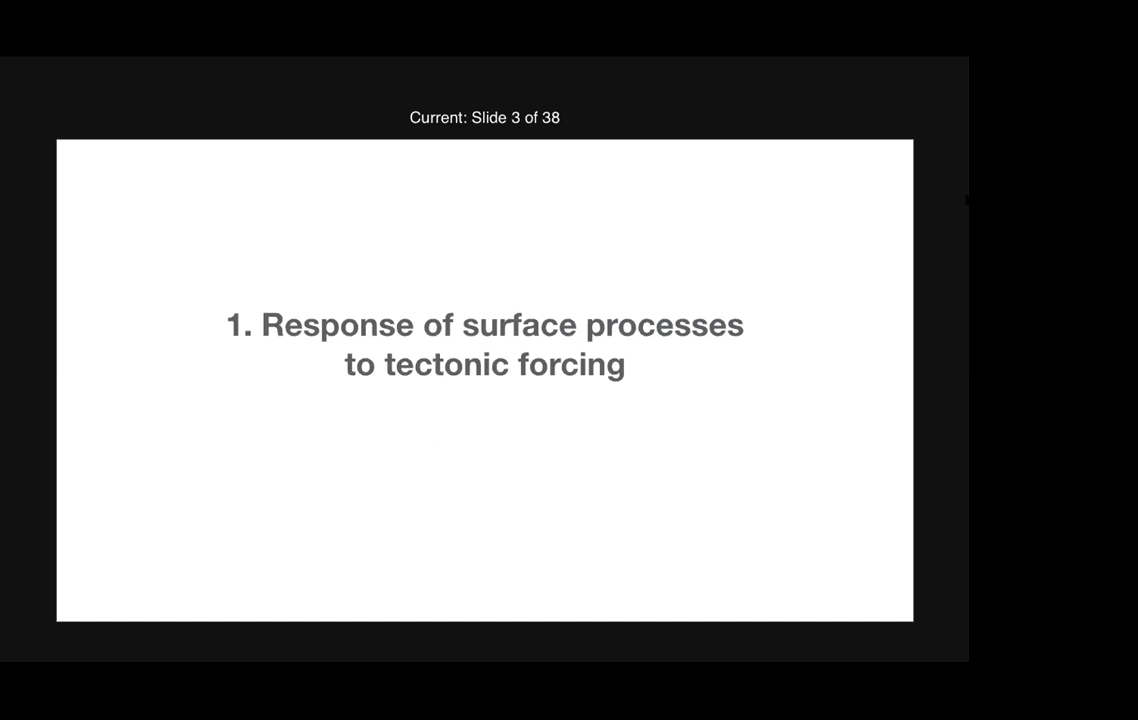 Current: Slide 3 of 38
1. Response of surface processes
to tectonic forcing